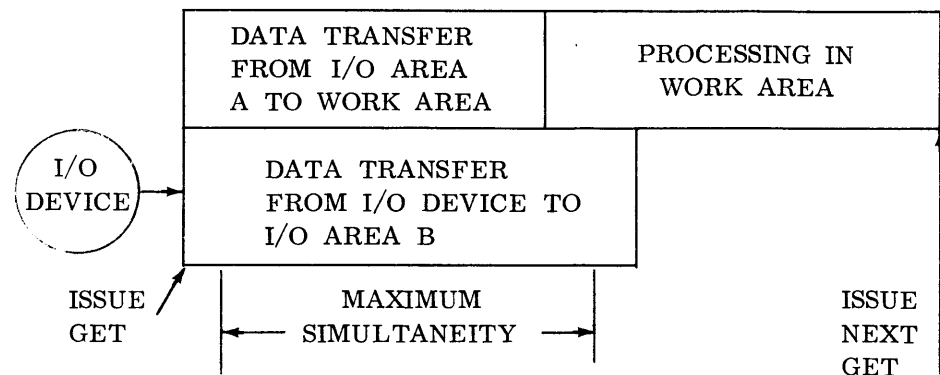 DATA TRANSFER
FROM I/O AREA
A TO WORK AREA
PROCESSING IN
WORK AREA
I/O
DEVICE
DATA TRANSFER
FROM I/O DEVICE TO
I/O AREA B
ISSUE
GET
MAXIMUM
SIMULTANEITY
ISSUE
NEXT
GET